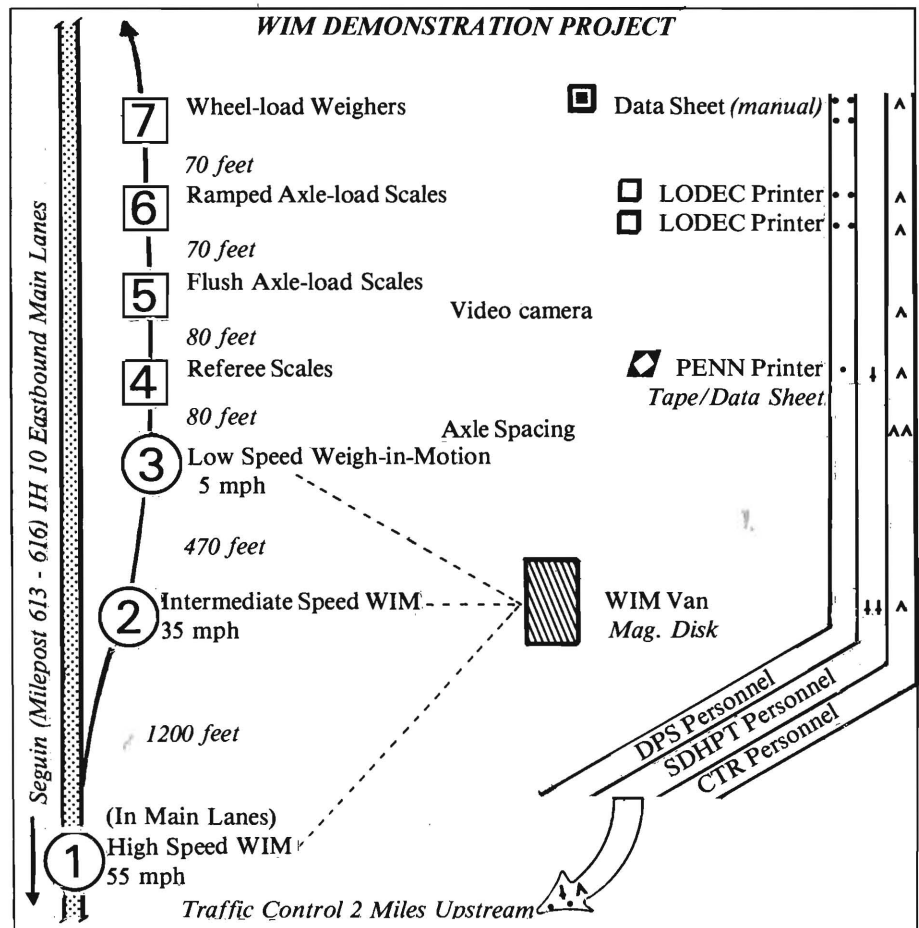 WIM DEMONSTRATION PROJECT
7 Wheel-load Weighers
Data Sheet (manual)
70 feet
6 Ramped Axle-load Scales
LODEC Printer
LODEC Printer
70 feet
5 Flush Axle-load Scales
Video camera
80 feet
4 Referee Scales
PENN Printer
Tape/Data Sheet
80 feet
Axle Spacing
3 Low Speed Weigh-in-Motion
5 mph
470 feet
2 Intermediate Speed WIM
35 mph
WIM Van
Mag. Disk
1200 feet
DPS Personnel
SDHPT Personnel
CTR Personnel
(In Main Lanes)
1 High Speed WIM
55 mph
Traffic Control 2 Miles Upstream
Seguin (Milepost 613 - 616) IH 10 Eastbound Main Lanes